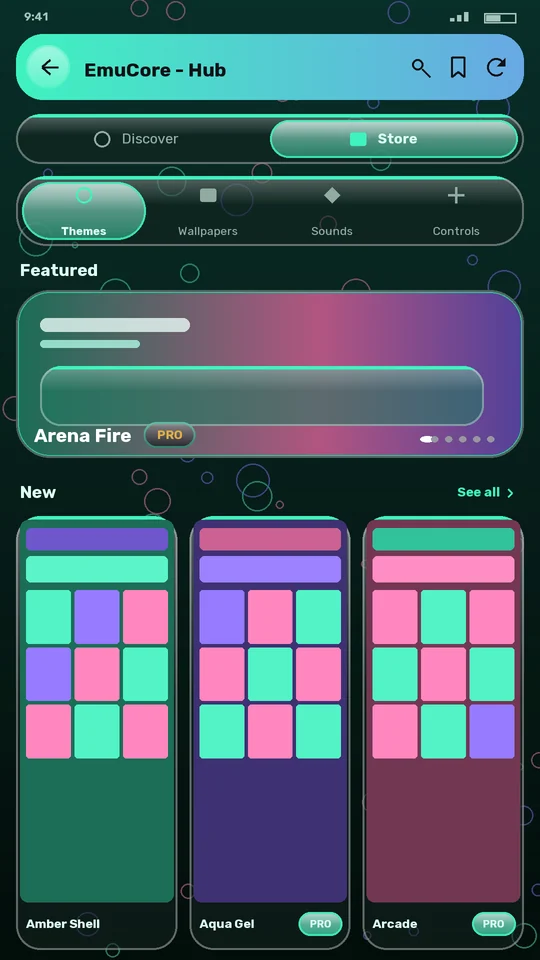 9:41
EmuCore - Hub
Discover
Store
Themes
Wallpapers
Sounds
Controls
Featured
Arena Fire
PRO
New
See all
Amber Shell
Aqua Gel
PRO
Arcade
PRO